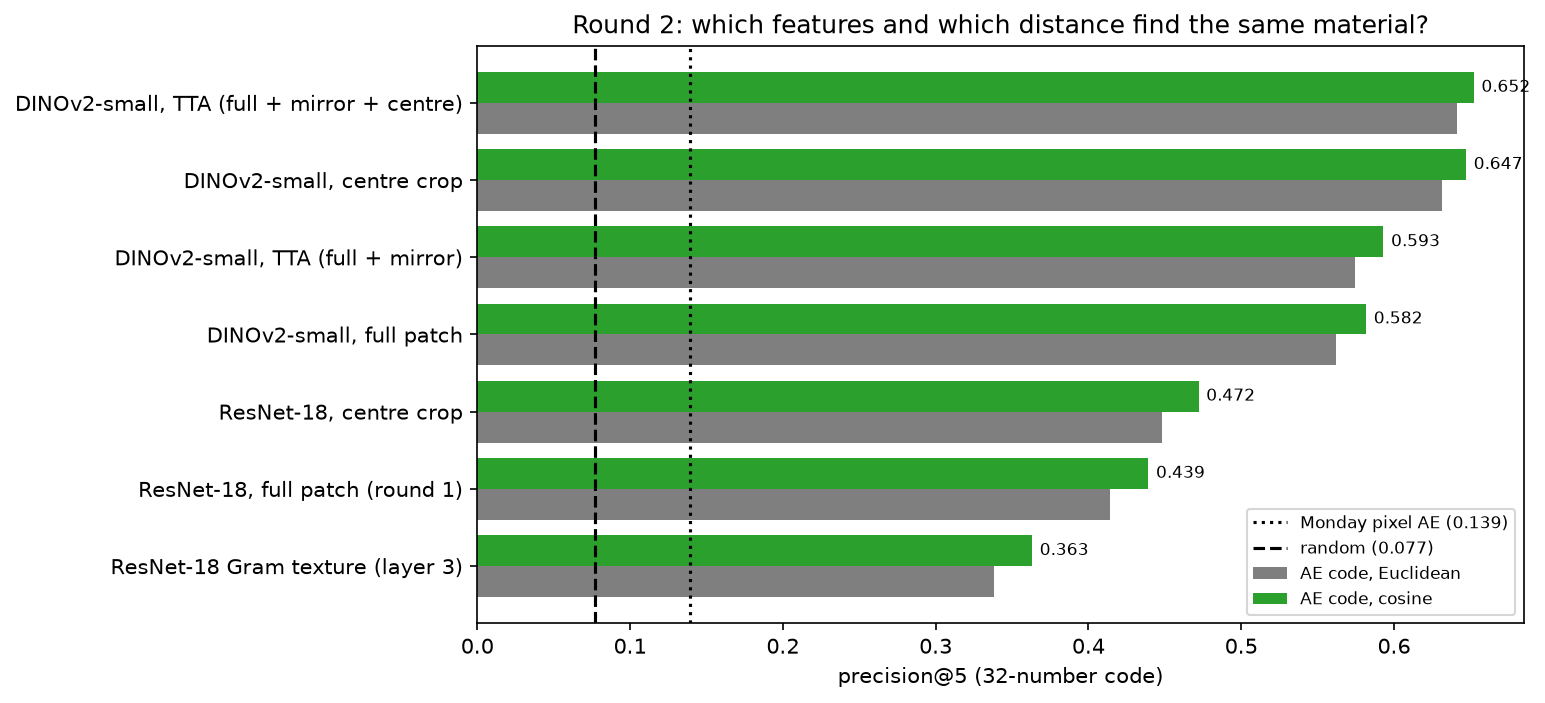 Round 2: which features and which distance find the same material?
DINOv2-small, TTA (full + mirror + centre)
0.652
DINOv2-small, centre crop
0.647
DINOv2-small, TTA (full + mirror)
0.593
DINOv2-small, full patch
0.582
ResNet-18, centre crop
0.472
ResNet-18, full patch (round 1)
0.439
ResNet-18 Gram texture (layer 3)
0.363
Monday pixel AE (0.139)
random (0.077)
AE code, Euclidean
AE code, cosine
0.0 0.1 0.2 0.3 0.4 0.5 0.6
precision@5 (32-number code)